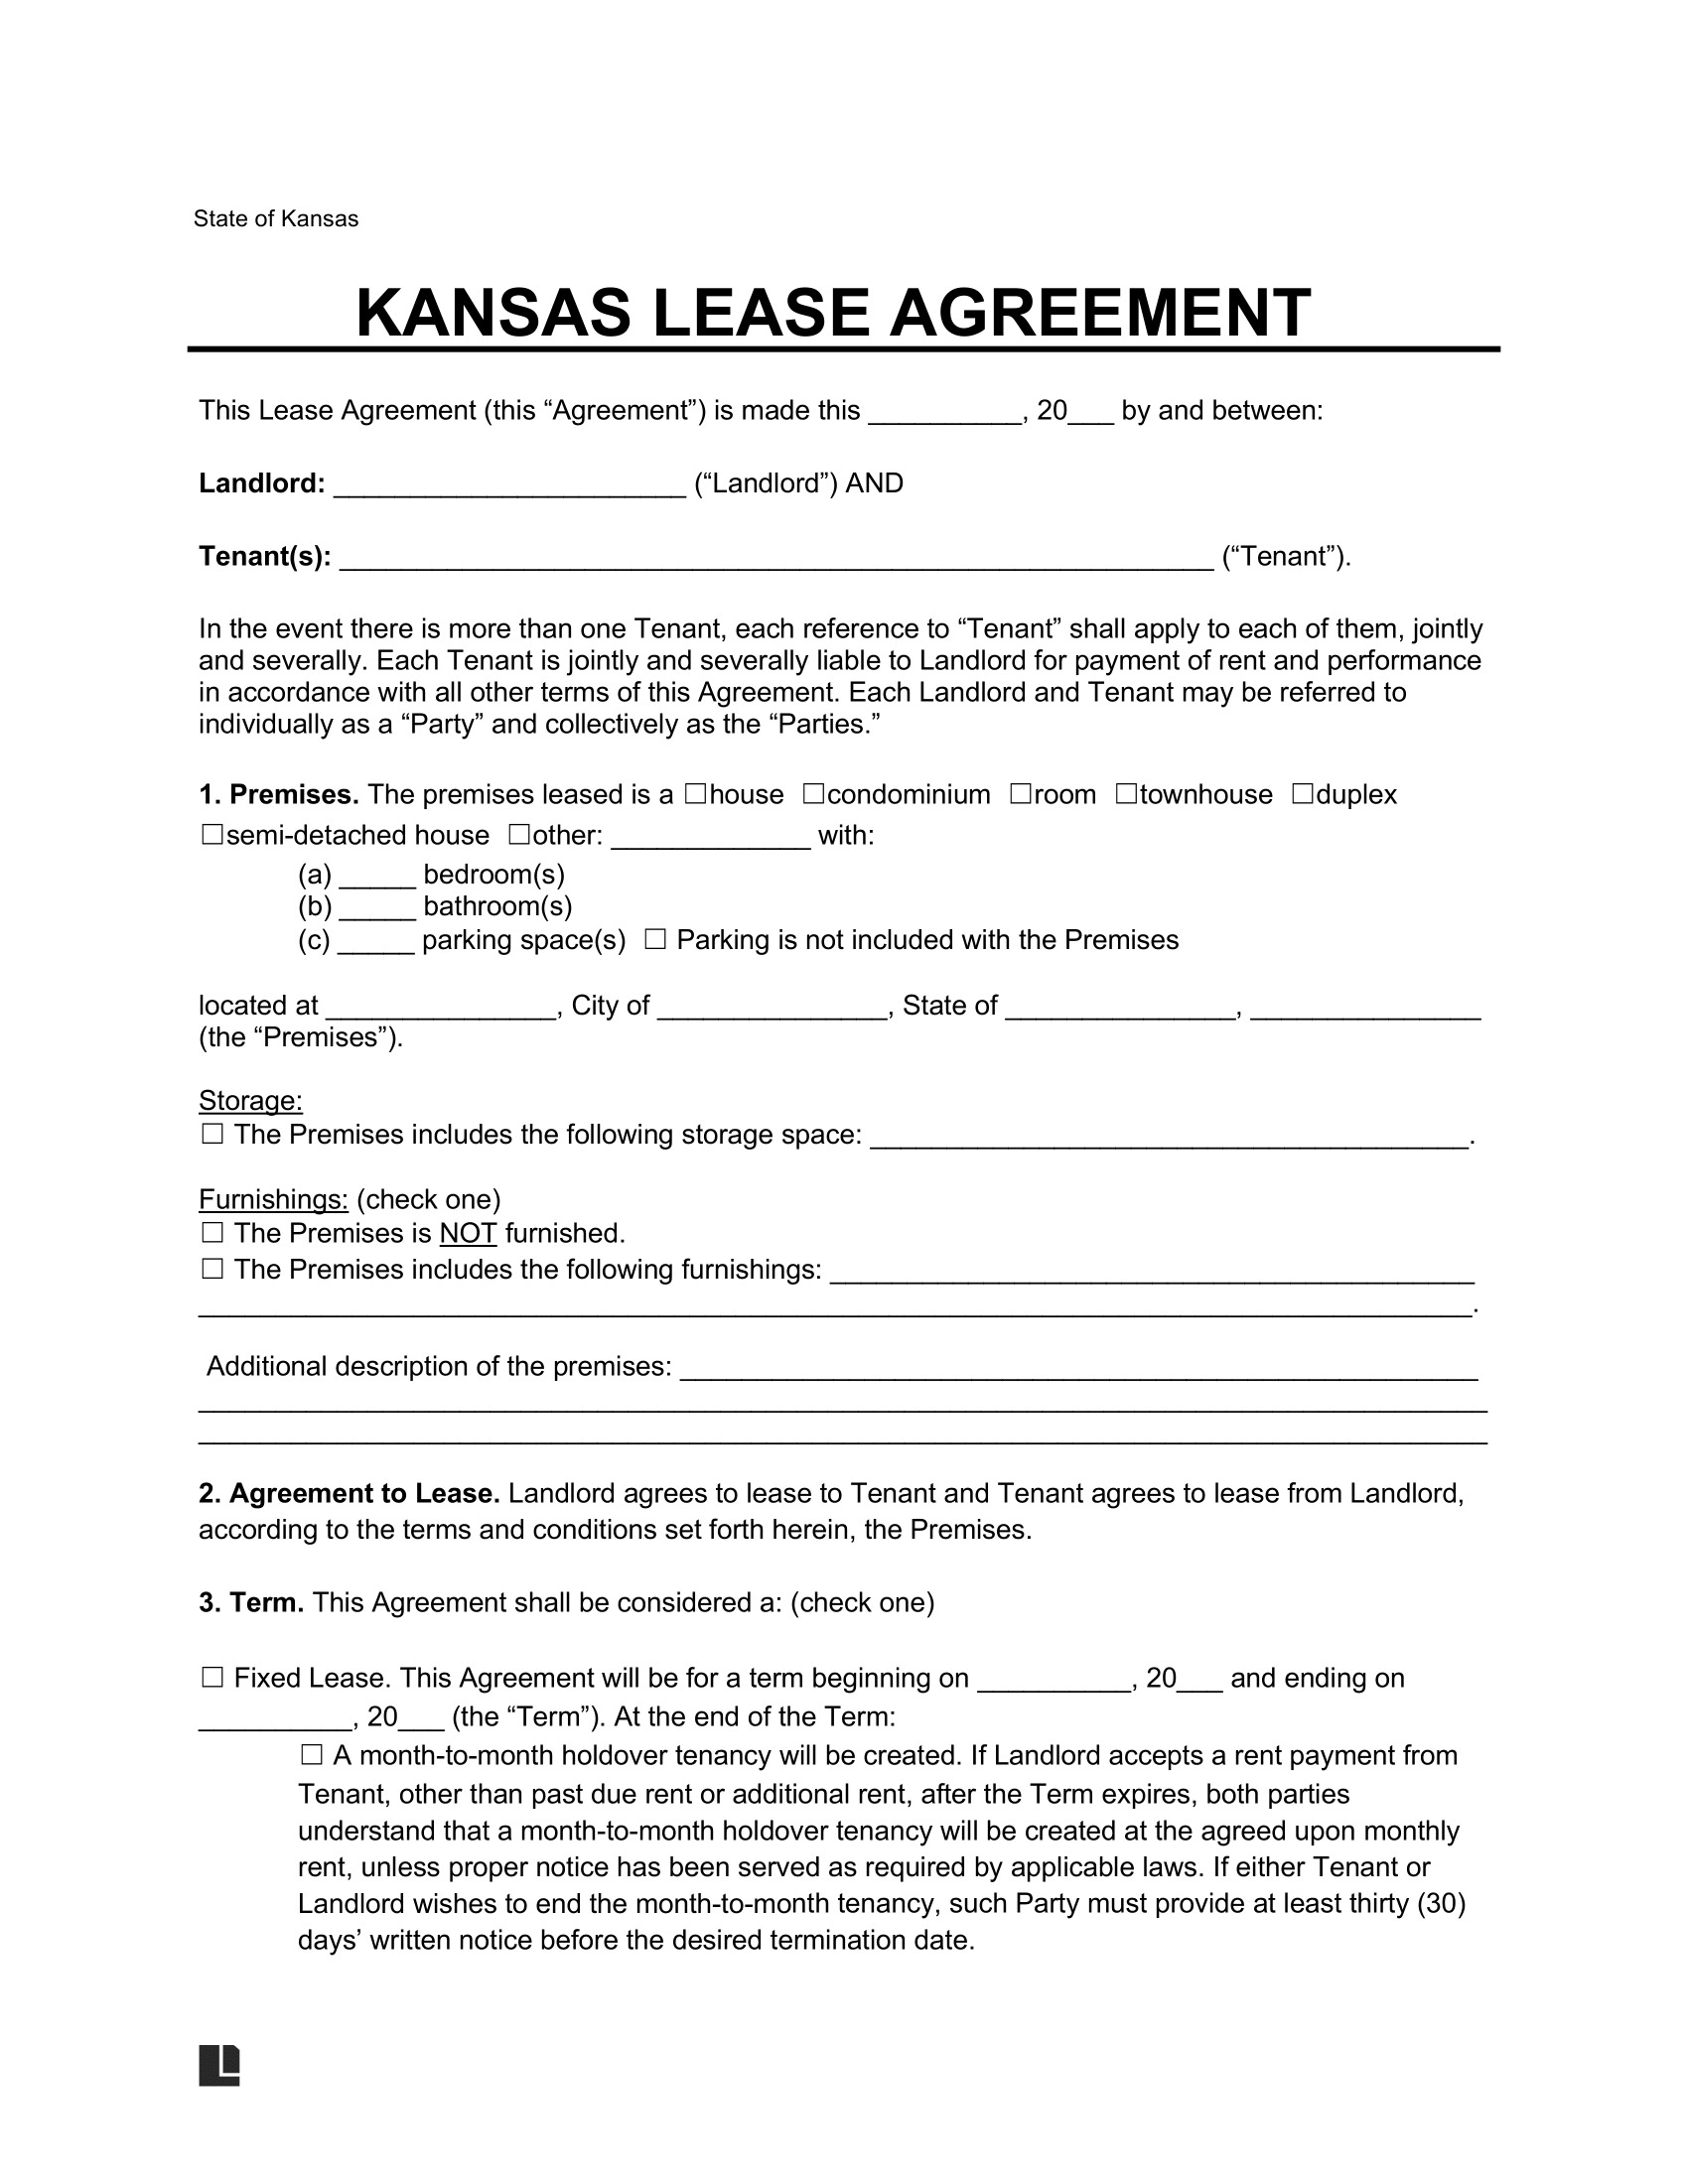 State of Kansas
KANSAS LEASE AGREEMENT
This Lease Agreement (this “Agreement”) is made this __________, 20___ by and between:
Landlord: _______________________ (“Landlord”) AND
Tenant(s): _________________________________________________________ (“Tenant”).
In the event there is more than one Tenant, each reference to “Tenant” shall apply to each of them, jointly
and severally. Each Tenant is jointly and severally liable to Landlord for payment of rent and performance
in accordance with all other terms of this Agreement. Each Landlord and Tenant may be referred to
individually as a “Party” and collectively as the “Parties.”
1. Premises. The premises leased is a ☐house ☐condominium ☐room ☐townhouse ☐duplex
☐semi-detached house ☐other: _____________ with:
(a) _____ bedroom(s)
(b) _____ bathroom(s)
(c) _____ parking space(s) ☐ Parking is not included with the Premises
located at _______________, City of _______________, State of _______________, _______________
(the “Premises”).
Storage:
☐ The Premises includes the following storage space: _______________________________________.
Furnishings: (check one)
☐ The Premises is NOT furnished.
☐ The Premises includes the following furnishings: __________________________________________
___________________________________________________________________________________.
Additional description of the premises: ____________________________________________________
____________________________________________________________________________________
____________________________________________________________________________________
2. Agreement to Lease. Landlord agrees to lease to Tenant and Tenant agrees to lease from Landlord,
according to the terms and conditions set forth herein, the Premises.
3. Term. This Agreement shall be considered a: (check one)
☐ Fixed Lease. This Agreement will be for a term beginning on __________, 20___ and ending on
__________, 20___ (the “Term”). At the end of the Term:
☐ A month-to-month holdover tenancy will be created. If Landlord accepts a rent payment from
Tenant, other than past due rent or additional rent, after the Term expires, both parties
understand that a month-to-month holdover tenancy will be created at the agreed upon monthly
rent, unless proper notice has been served as required by applicable laws. If either Tenant or
Landlord wishes to end the month-to-month tenancy, such Party must provide at least thirty (30)
days’ written notice before the desired termination date.